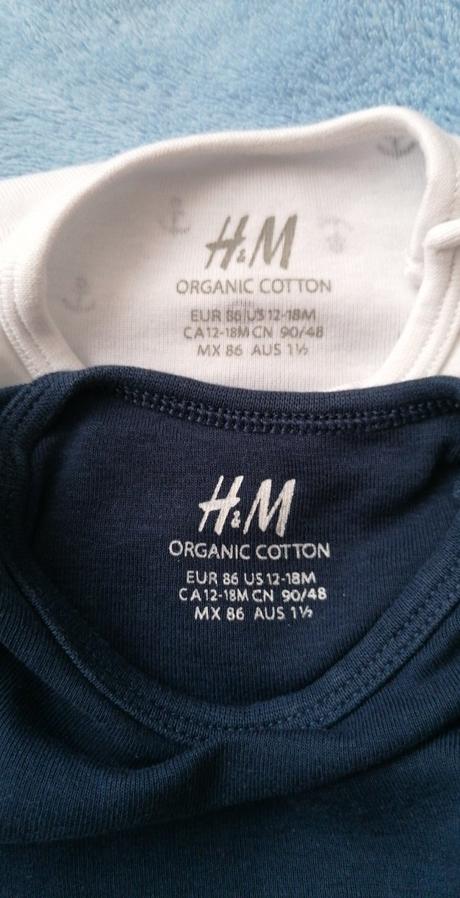 H&M
ORGANIC COTTON
EUR 86 US 12-18M
CA 12-18M CN 90/48
MX 86 AUS 1½
H&M
ORGANIC COTTON
EUR 86 US 12-18M
CA 12-18M CN 90/48
MX 86 AUS 1½